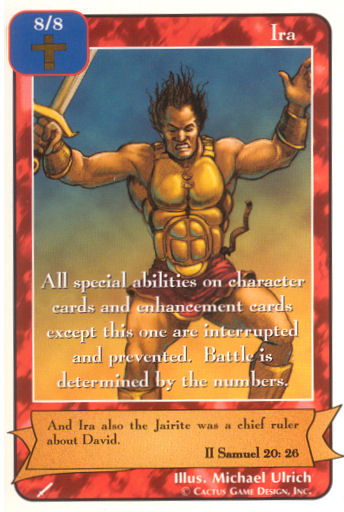 8/8
Ira
All special abilities on character
cards and enhancement cards
except this one are interrupted
and prevented. Battle is
determined by the numbers.
And Ira also the Jairite was a chief ruler
about David.
II Samuel 20: 26
Illus. Michael Ulrich
© Cactus Game Design, Inc.